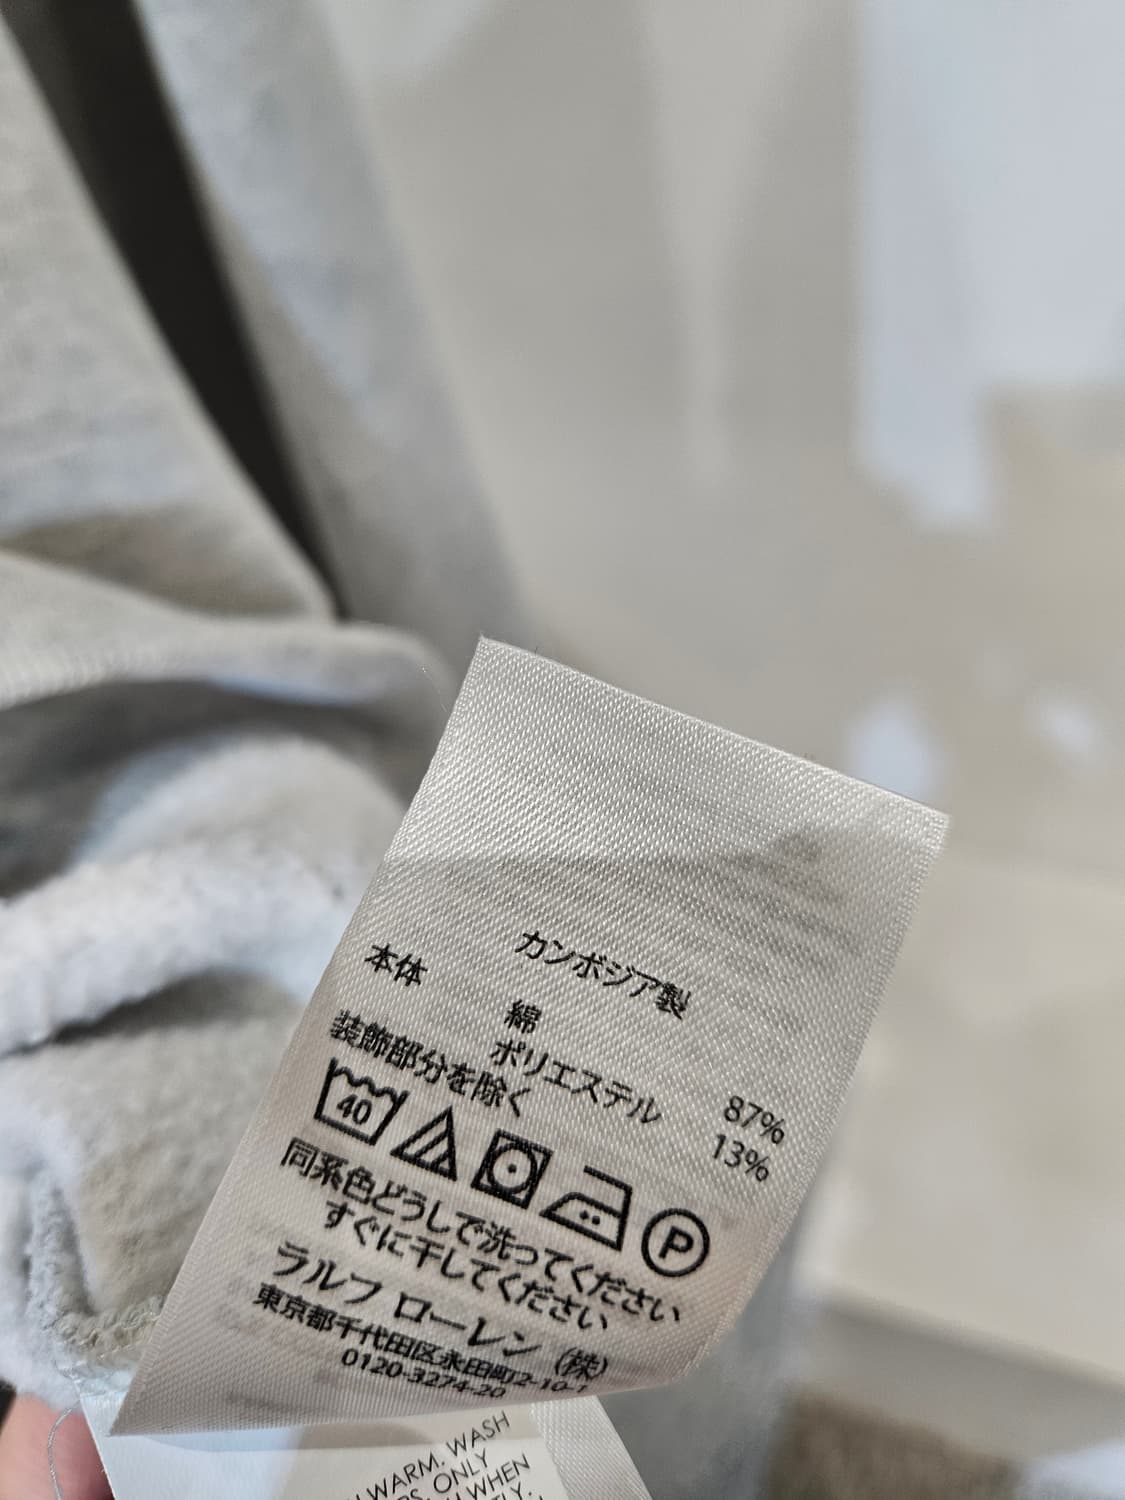 カンボジア製
本体
綿 87%
ポリエステル 13%
装飾部分を除く
40
P
同系色どうしで洗ってください
すぐに干してください
ラルフ ローレン (株)
東京都千代田区永田町2-10-1
0120-3274-20
WARM. WASH
ONLY
WHEN